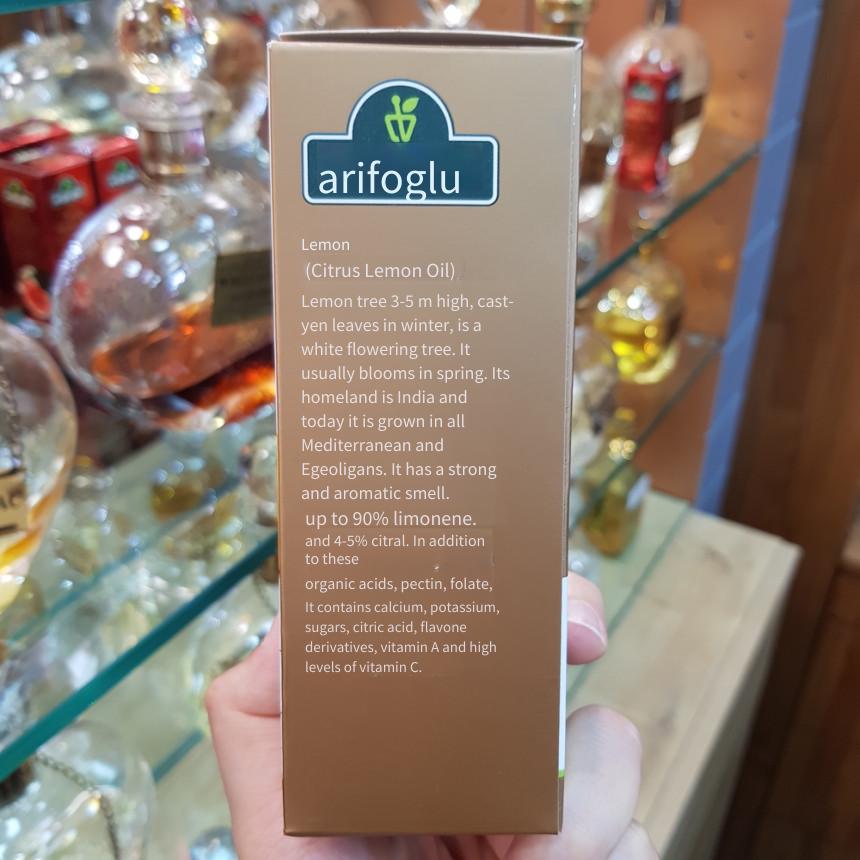 arifoglu
Lemon
(Citrus Lemon Oil)
Lemon tree 3-5 m high, cast-
yen leaves in winter, is a
white flowering tree. It
usually blooms in spring. Its
homeland is India and
today it is grown in all
Mediterranean and
Egeoligans. It has a strong
and aromatic smell.
up to 90% limonene.
and 4-5% citral. In addition
to these
organic acids, pectin, folate,
It contains calcium, potassium,
sugars, citric acid, flavone
derivatives, vitamin A and high
levels of vitamin C.